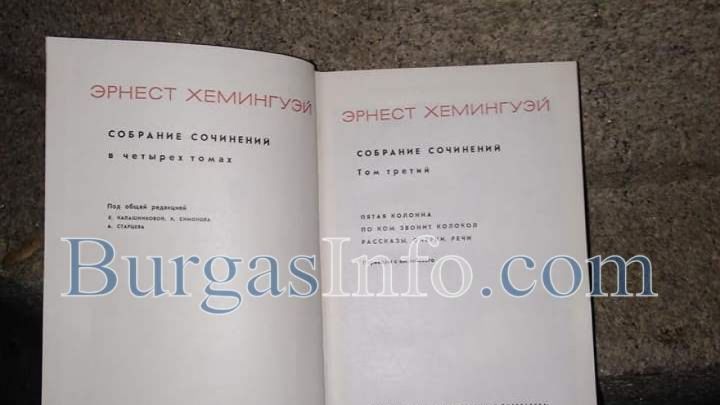 ЭРНЕСТ ХЕМИНГУЭЙ
СОБРАНИЕ СОЧИНЕНИЙ
в четырех томах
Под общей редакцией
К. СИМОНОВА
А. СТАРЦЕВА
ЭРНЕСТ ХЕМИНГУЭЙ
СОБРАНИЕ СОЧИНЕНИЙ
Том третий
ПЯТАЯ КОЛОННА
ПО КОМ ЗВОНИТ КОЛОКОЛ
РАССКАЗЫ, ОЧЕРКИ, РЕЧИ
BurgasInfo.com